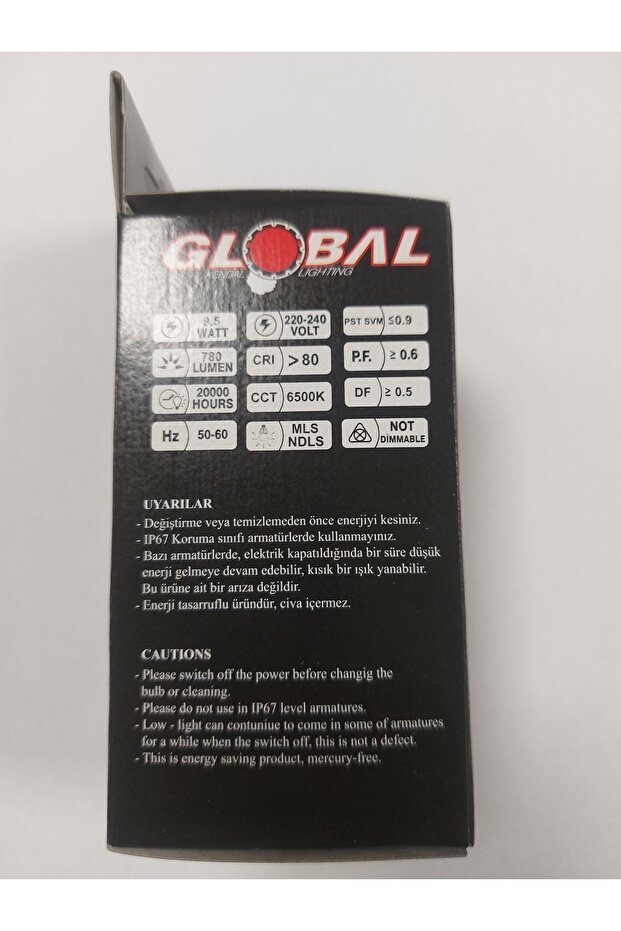 GLOBAL
KENDAL LIGHTING
9.5 WATT
220-240 VOLT
PST SVM ≤0.9
780 LUMEN
CRI >80
P.F. ≥ 0.6
20000 HOURS
CCT 6500K
DF ≥ 0.5
Hz 50-60
MLS NDLS
NOT DİMMABLE
UYARILAR
- Değiştirme veya temizlemeden önce enerjiyi kesiniz.
- IP67 Koruma sınıfı armatürlerde kullanmayınız.
- Bazı armatürlerde, elektrik kapatıldığında bir süre düşük
enerji gelmeye devam edebilir, kısık bir ışık yanabilir.
Bu ürüne ait bir arıza değildir.
- Enerji tasarruflu üründür, civa içermez.
CAUTIONS
- Please switch off the power before changig the
bulb or cleaning.
- Please do not use in IP67 level armatures.
- Low - light can contuniue to come in some of armatures
for a while when the switch off, this is not a defect.
- This is energy saving product, mercury-free.